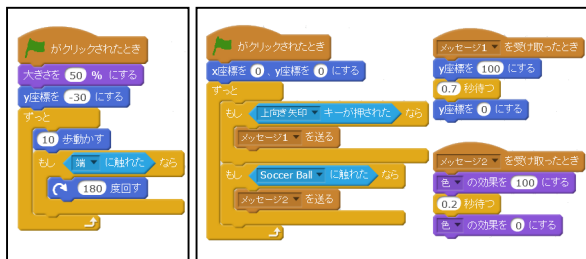 がクリックされたとき
大きさを 50 % にする
y座標を -30 にする
ずっと
10 歩動かす
もし 端 に触れた なら
180 度回す
がクリックされたとき
x座標を 0 、y座標を 0 にする
ずっと
もし 上向き矢印 キーが押された なら
メッセージ1 を送る
もし Soccer Ball に触れた なら
メッセージ2 を送る
メッセージ1 を受け取ったとき
y座標を 100 にする
0.7 秒待つ
y座標を 0 にする
メッセージ2 を受け取ったとき
色 の効果を 100 にする
0.2 秒待つ
色 の効果を 0 にする